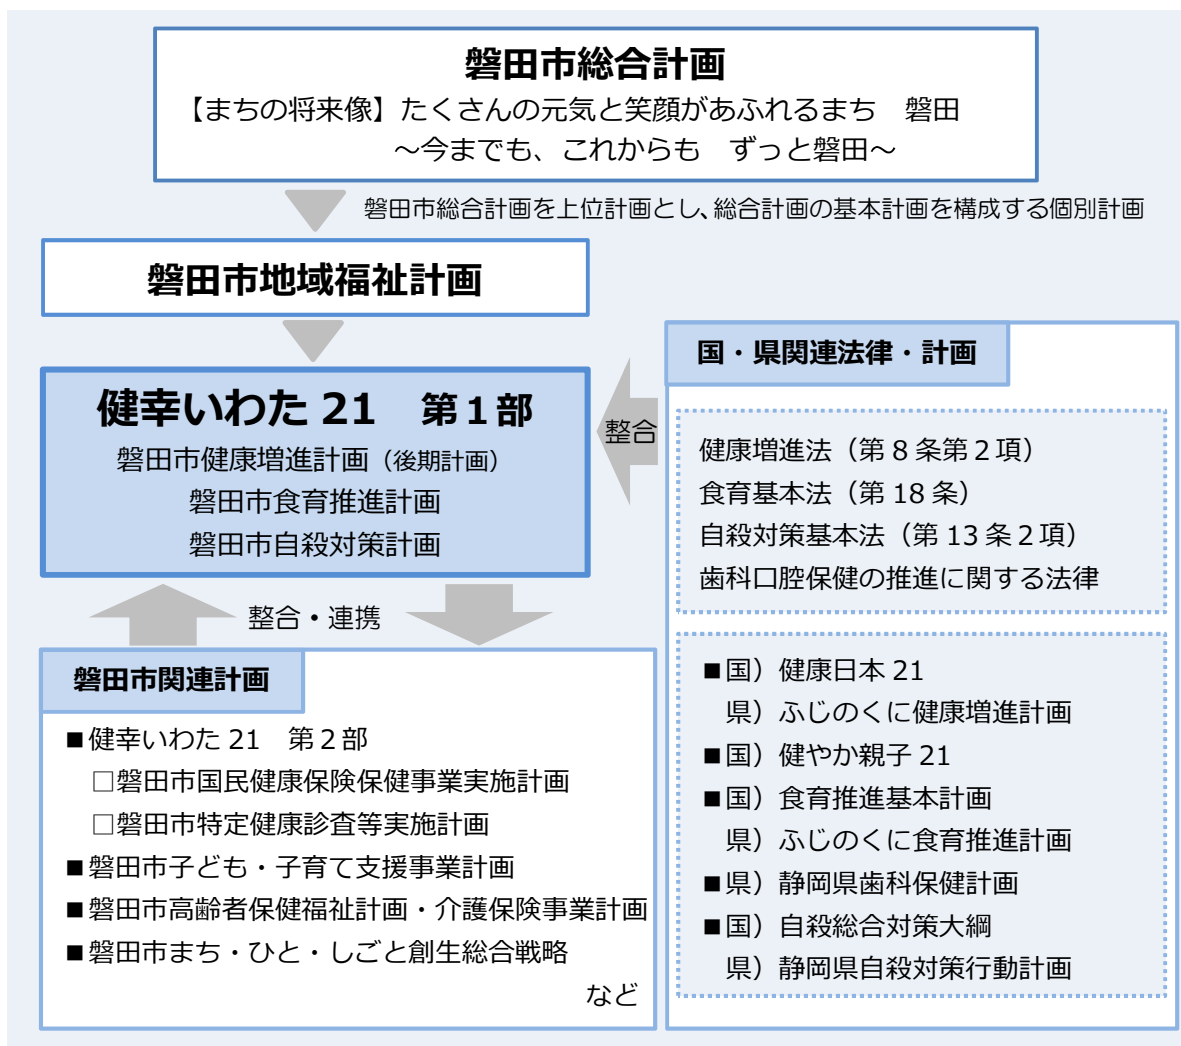 磐田市総合計画
【まちの将来像】たくさんの元気と笑顔があふれるまち　磐田
～今までも、これからも　ずっと磐田～
磐田市総合計画を上位計画とし、総合計画の基本計画を構成する個別計画
磐田市地域福祉計画
健幸いわた 21　第１部
磐田市健康増進計画（後期計画）
磐田市食育推進計画
磐田市自殺対策計画
整合
国・県関連法律・計画
健康増進法（第 8 条第２項）
食育基本法（第 18 条）
自殺対策基本法（第 13 条２項）
歯科口腔保健の推進に関する法律
■国）健康日本 21
県）ふじのくに健康増進計画
■国）健やか親子 21
■国）食育推進基本計画
県）ふじのくに食育推進計画
■県）静岡県歯科保健計画
■国）自殺総合対策大綱
県）静岡県自殺対策行動計画
整合・連携
磐田市関連計画
■健幸いわた 21　第２部
□磐田市国民健康保険保健事業実施計画
□磐田市特定健康診査等実施計画
■磐田市子ども・子育て支援事業計画
■磐田市高齢者保健福祉計画・介護保険事業計画
■磐田市まち・ひと・しごと創生総合戦略
など